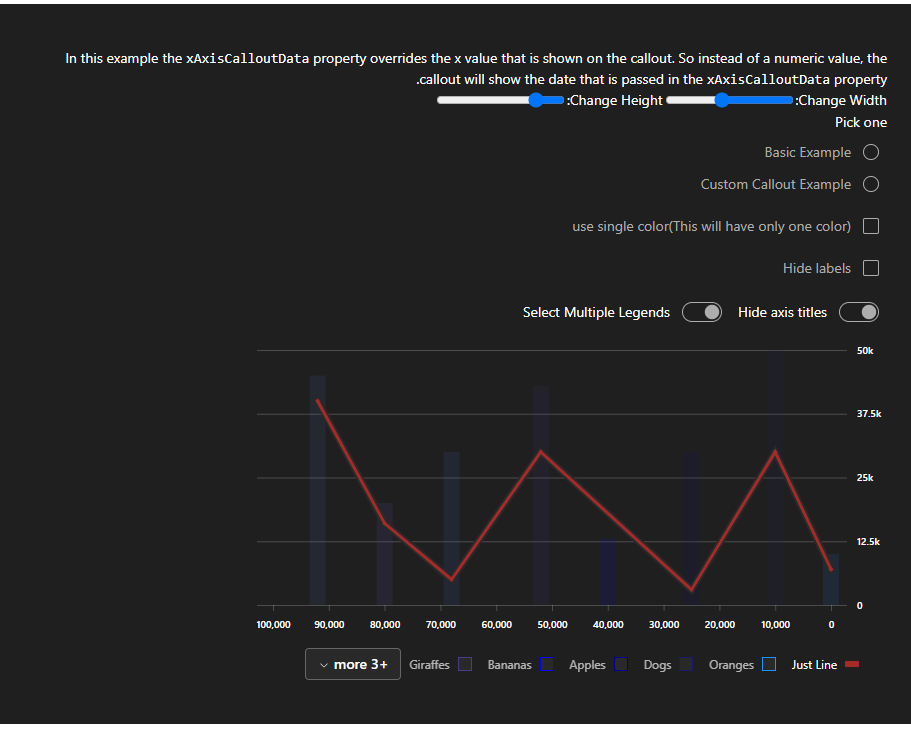 In this example the xAxisCalloutData property overrides the x value that is shown on the callout. So instead of a numeric value, the
.callout will show the date that is passed in the xAxisCalloutData property
:Change Width :Change Height
Pick one
Basic Example
Custom Callout Example
use single color(This will have only one color)
Hide labels
Hide axis titles Select Multiple Legends
50k
37.5k
25k
12.5k
0
100,000 90,000 80,000 70,000 60,000 50,000 40,000 30,000 20,000 10,000 0
Just Line Oranges Dogs Apples Bananas Giraffes more 3+